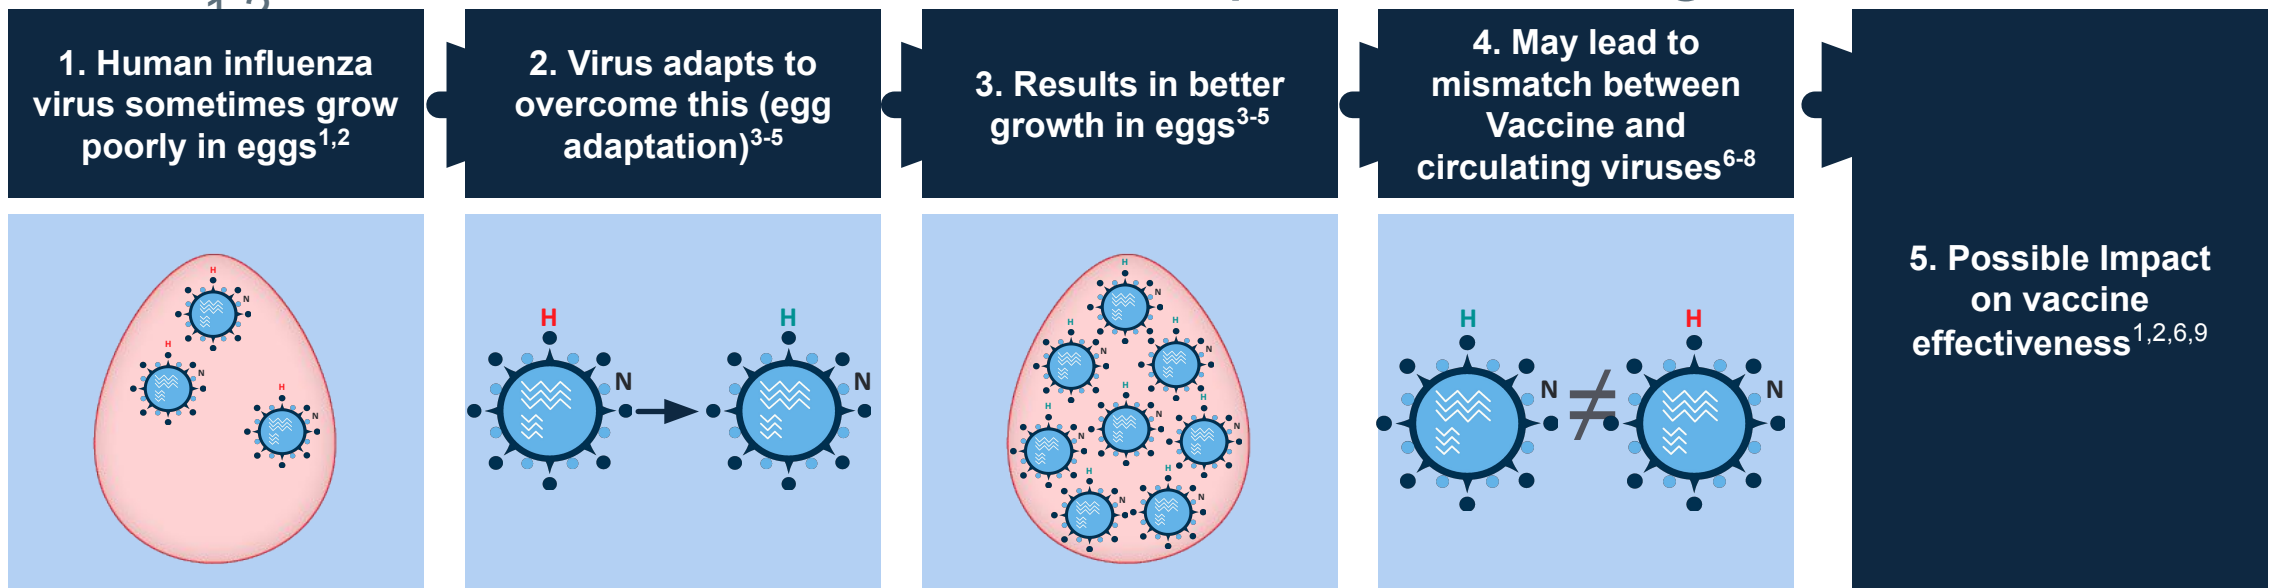 1,2
1. Human influenza
virus sometimes grow
poorly in eggs1,2
2. Virus adapts to
overcome this (egg
adaptation)3-5
3. Results in better
growth in eggs3-5
4. May lead to
mismatch between
Vaccine and
circulating viruses6-8
5. Possible Impact
on vaccine
effectiveness1,2,6,9
H
N
H
N
H
N
H
N
H
N
H
N
H
N
H
N
H
N
H
N
H
N
H
N
H
N
H
N
≠
H
N